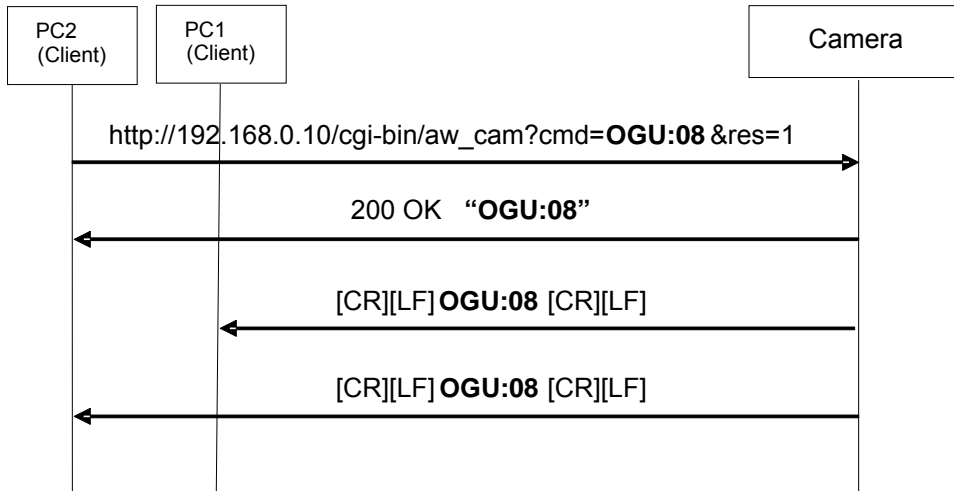 PC2
(Client)
PC1
(Client)
Camera
http://192.168.0.10/cgi-bin/aw_cam?cmd=OGU:08 &res=1
200 OK “OGU:08”
[CR][LF] OGU:08 [CR][LF]
[CR][LF] OGU:08 [CR][LF]